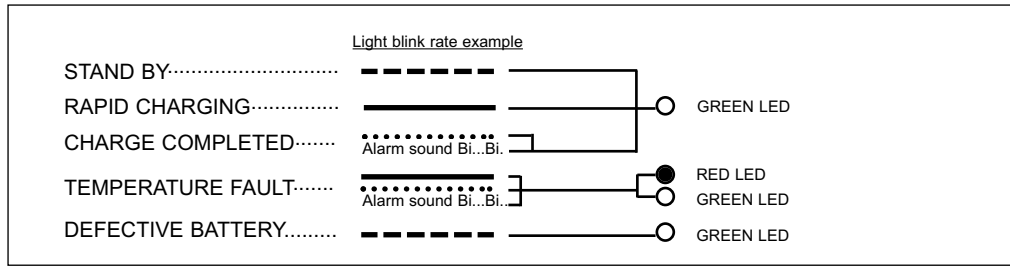 Light blink rate example
STAND BY.............................
RAPID CHARGING............... GREEN LED
CHARGE COMPLETED.......
Alarm sound Bi...Bi.
TEMPERATURE FAULT....... RED LED
Alarm sound Bi...Bi.. GREEN LED
DEFECTIVE BATTERY......... GREEN LED